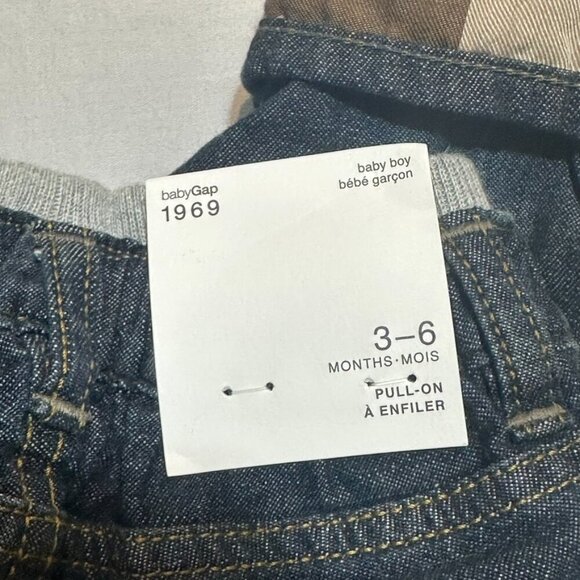 babyGap
1969
baby boy
bébé garçon
3–6
MONTHS·MOIS
PULL-ON
À ENFILER